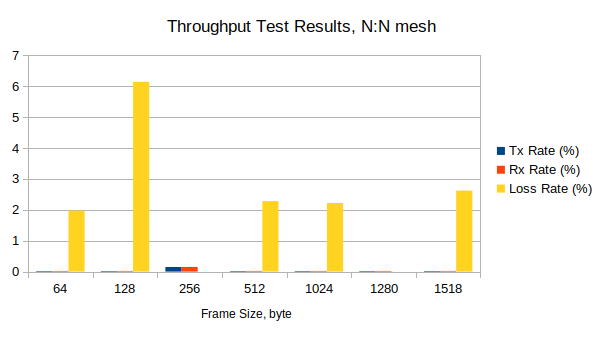 Throughput Test Results, N:N mesh
7
6
5
4
3
2
1
0
64 128 256 512 1024 1280 1518
Frame Size, byte
Tx Rate (%)
Rx Rate (%)
Loss Rate (%)